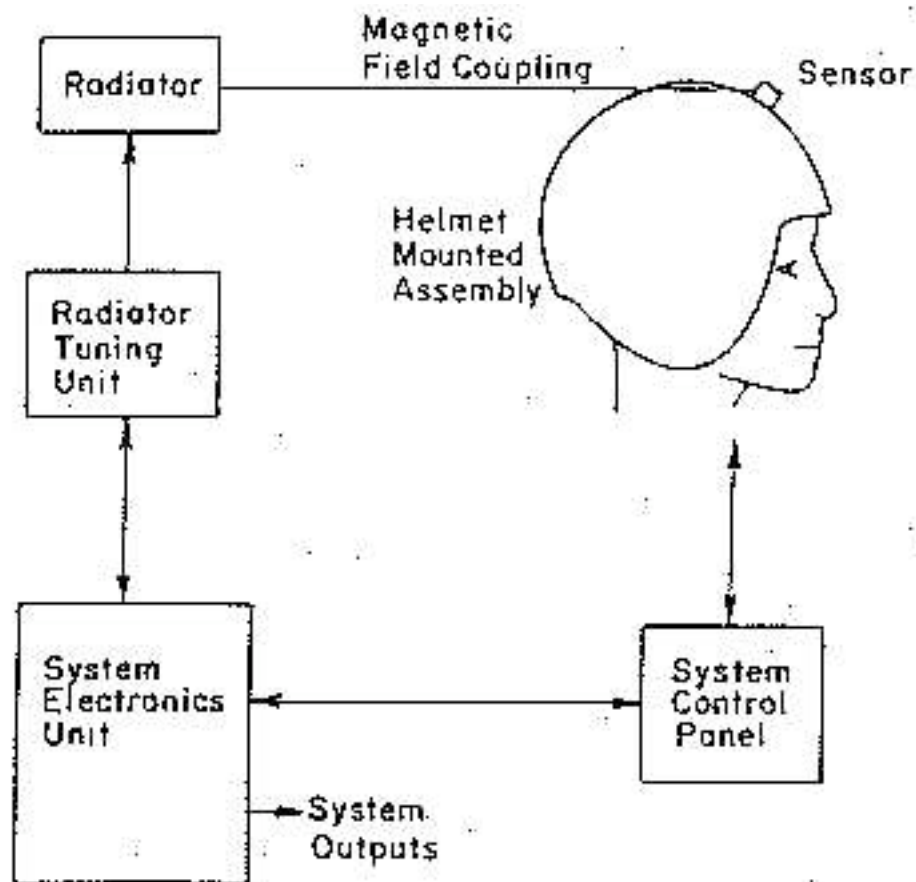 Magnetic
Field Coupling
Radiator
Sensor
Helmet
Mounted
Assembly
Radiator
Tuning
Unit
System
Electronics
Unit
System
Control
Panel
System
Outputs